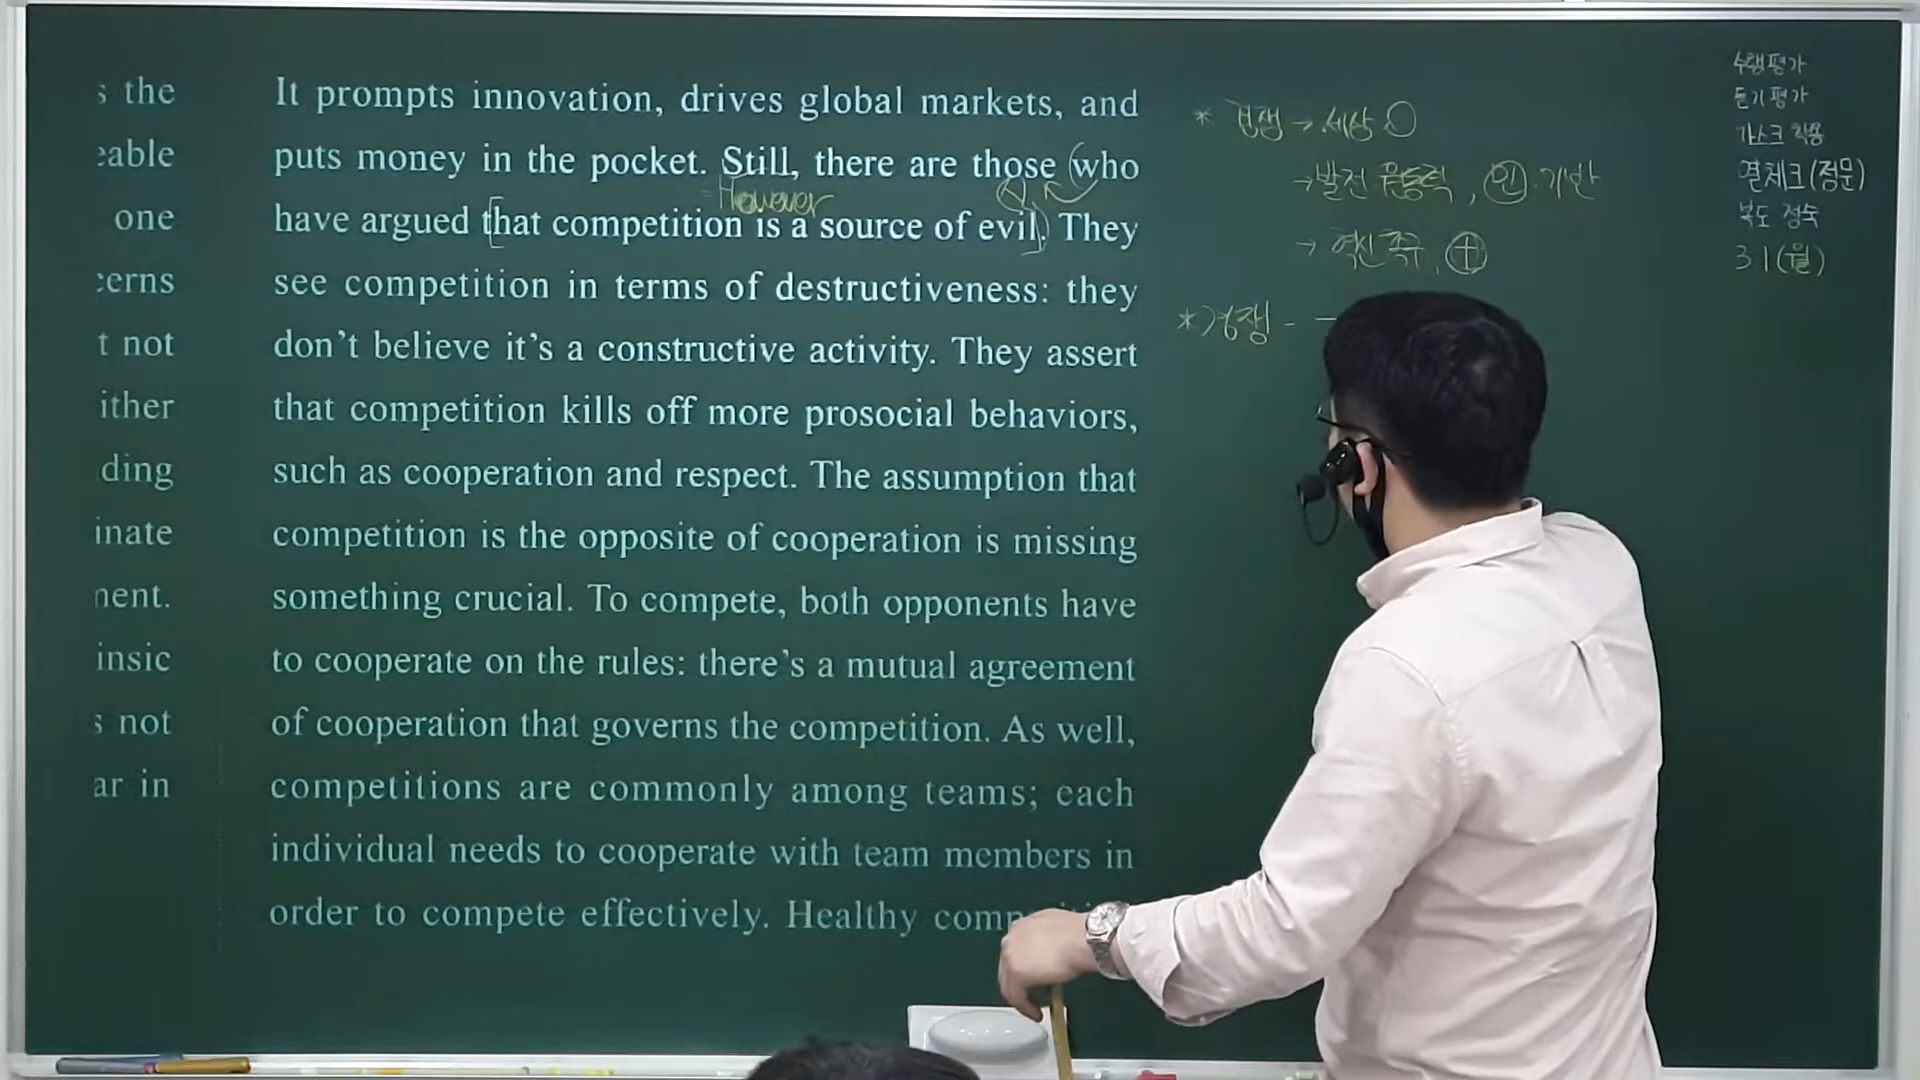 s the
eable
one
cerns
t not
ither
ding
inate
nent.
insic
s not
ar in
It prompts innovation, drives global markets, and
puts money in the pocket. Still, there are those who
= However
have argued that competition is a source of evil. They
see competition in terms of destructiveness: they
don't believe it's a constructive activity. They assert
that competition kills off more prosocial behaviors,
such as cooperation and respect. The assumption that
competition is the opposite of cooperation is missing
something crucial. To compete, both opponents have
to cooperate on the rules: there's a mutual agreement
of cooperation that governs the competition. As well,
competitions are commonly among teams; each
individual needs to cooperate with team members in
order to compete effectively. Healthy comp
* 경쟁 → 세상
→ 발전 원동력, 기반
→ 혁신 촉구, +
* 경쟁 -
수행평가
듣기평가
마스크 착용
열체크(정문)
복도 정숙
31(월)